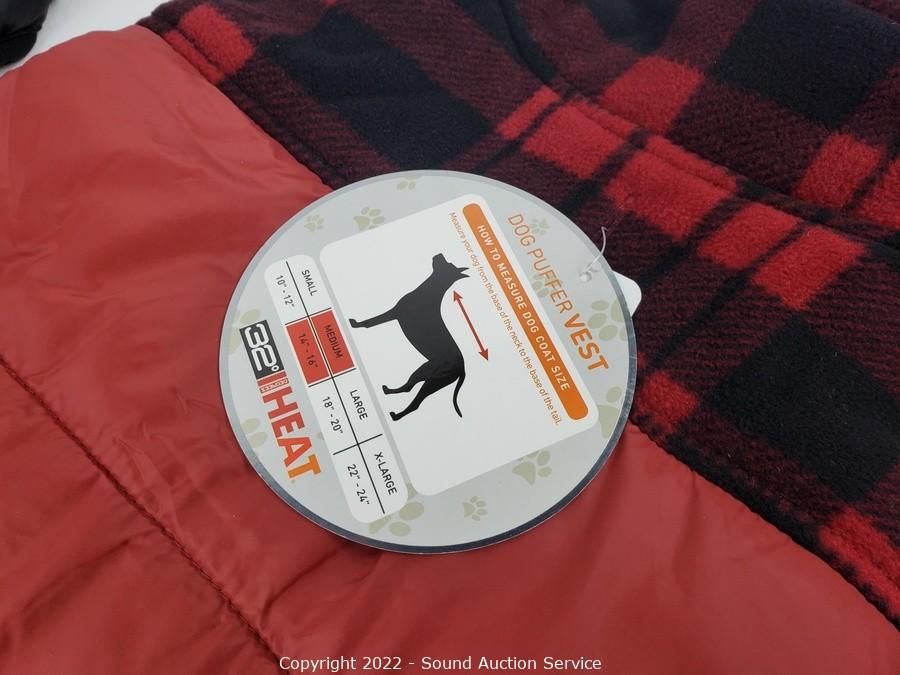 DOG PUFFER VEST
HOW TO MEASURE DOG COAT SIZE
Measure your dog from the base of the neck to the base of the tail.
SMALL MEDIUM LARGE X-LARGE
10" - 12" 14" - 16" 18" - 20" 22" - 24"
32° DEGREES HEAT
Copyright 2022 - Sound Auction Service